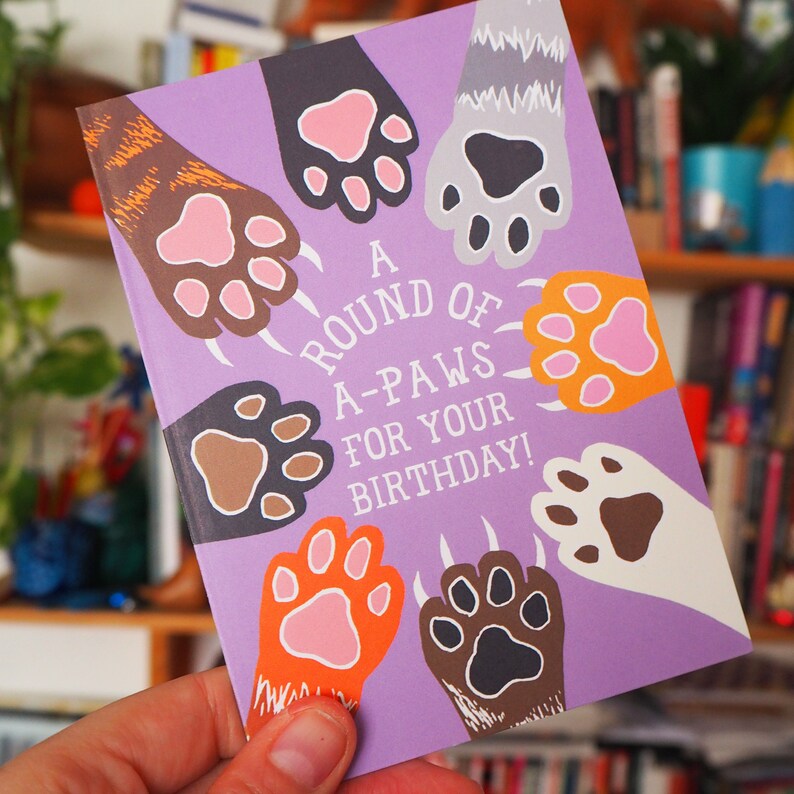 A
ROUND OF
A-PAWS
FOR YOUR
BIRTHDAY!